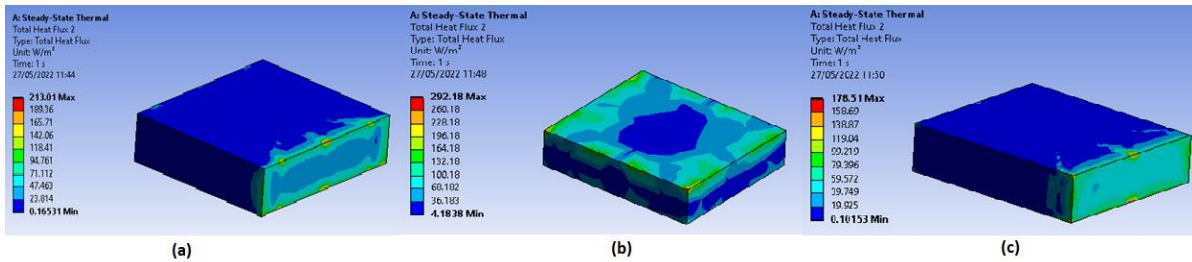 A: Steady-State Thermal
Total Heat Flux 2
Type: Total Heat Flux
Unit: W/m²
Time: 1 s
27/05/2022 11:44
213.01 Max
189.36
165.71
142.06
118.41
94.761
71.112
47.463
23.814
0.16531 Min
(a)
A: Steady-State Thermal
Total Heat Flux 2
Type: Total Heat Flux
Unit: W/m²
Time: 1 s
27/05/2022 11:48
292.18 Max
260.18
228.18
196.18
164.18
132.18
100.18
68.182
36.183
4.1838 Min
(b)
A: Steady-State Thermal
Total Heat Flux 2
Type: Total Heat Flux
Unit: W/m²
Time: 1 s
27/05/2022 11:50
178.51 Max
158.69
138.87
119.04
99.219
79.396
59.572
39.749
19.925
0.10153 Min
(c)